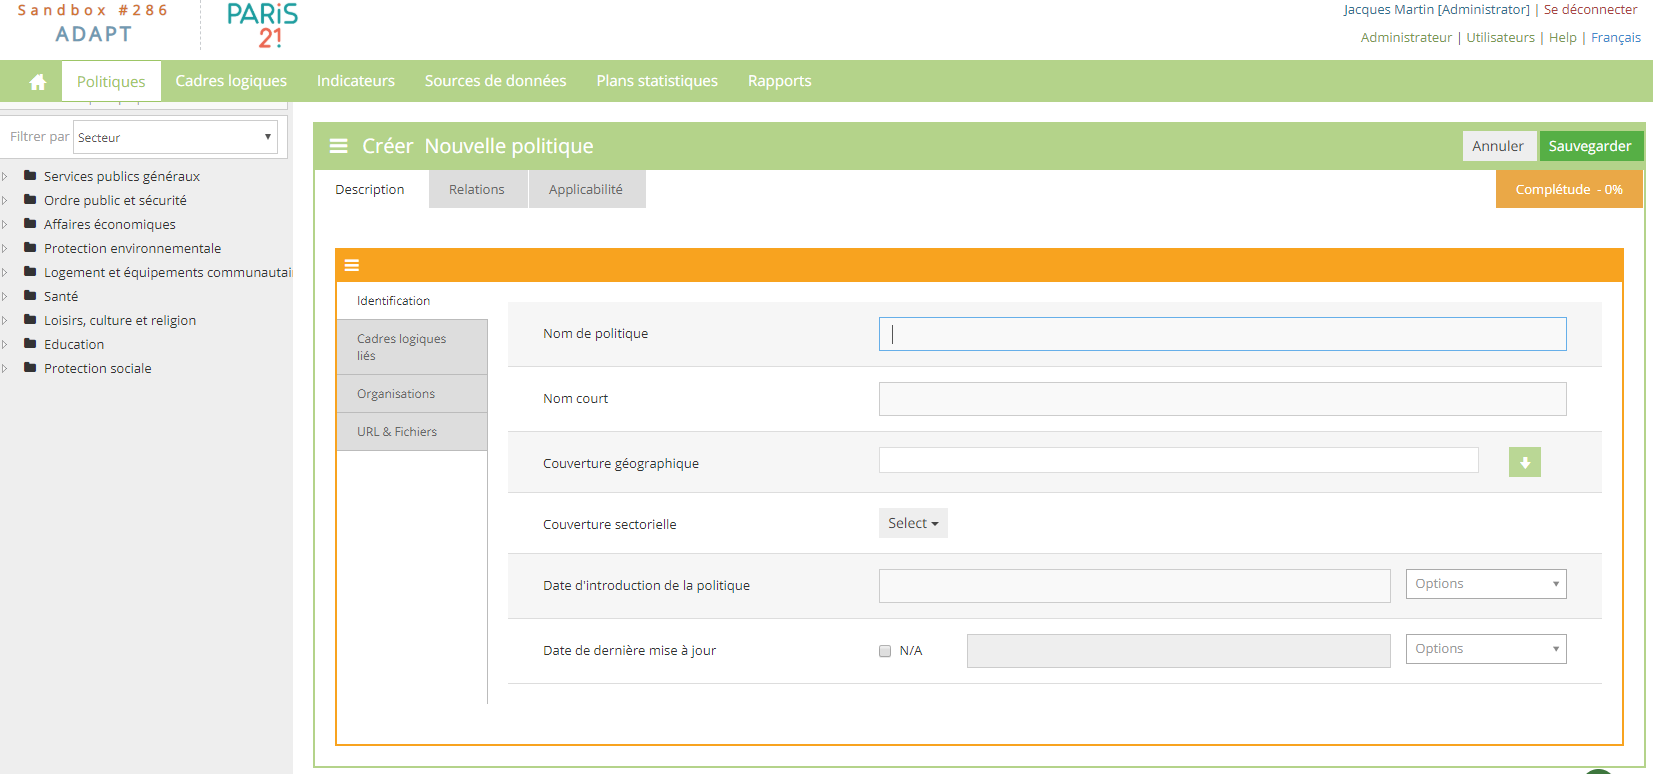 Sandbox #286
ADAPT
PARiS
21
Jacques Martin [Administrator] | Se déconnecter
Administrateur | Utilisateurs | Help | Français
Politiques
Cadres logiques
Indicateurs
Sources de données
Plans statistiques
Rapports
Filtrer par
Secteur
Services publics généraux
Ordre public et sécurité
Affaires économiques
Protection environnementale
Logement et équipements communautai
Santé
Loisirs, culture et religion
Education
Protection sociale
Créer Nouvelle politique
Annuler
Sauvegarder
Description
Relations
Applicabilité
Complétude - 0%
Identification
Cadres logiques
liés
Organisations
URL & Fichiers
Nom de politique
Nom court
Couverture géographique
Couverture sectorielle
Select
Date d'introduction de la politique
Options
Date de dernière mise à jour
N/A
Options